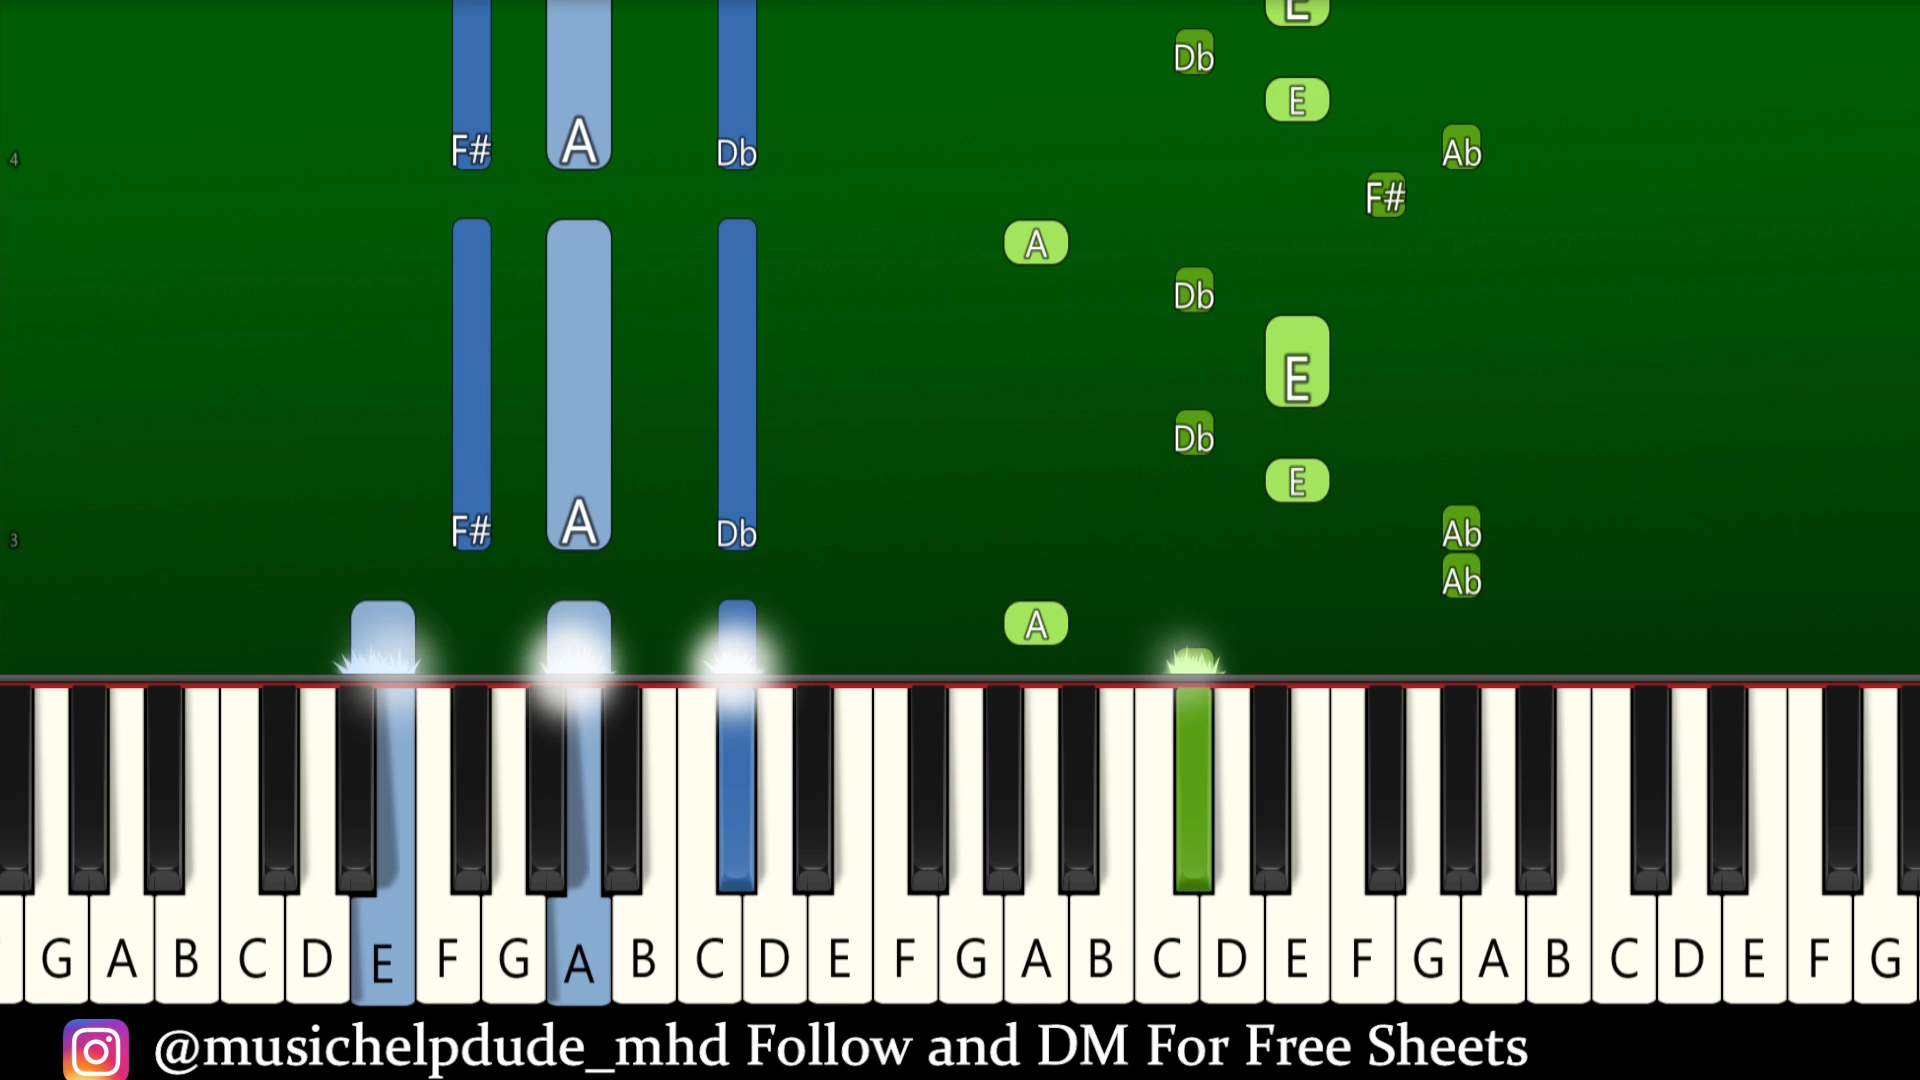 E
Db
E
4 F# A Db Ab
F#
A
Db
E
Db
E
3 F# A Db Ab
Ab
A
G A B C D E F G A B C D E F G A B C D E F G A B C D E F G
@musichelpdude_mhd Follow and DM For Free Sheets